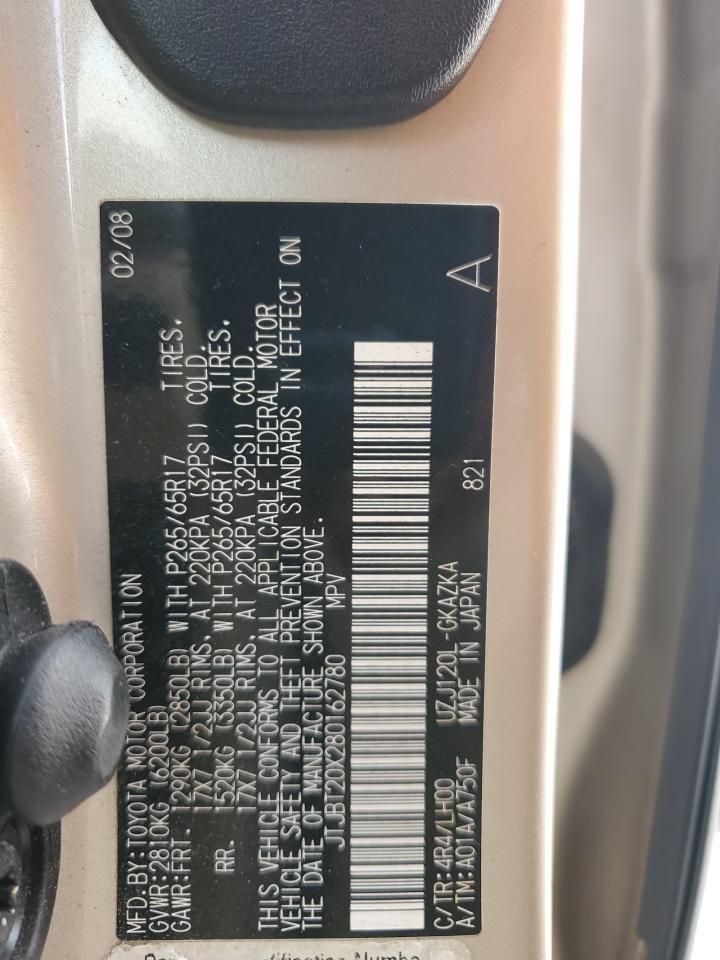 MFD.BY:TOYOTA MOTOR CORPORATION 02/08
GVWR:2810KG (6200LB)
GAWR:FRT. 1290KG (2850LB) WITH P265/65R17 TIRES.
17X7 1/2JJ RIMS. AT 220KPA (32PSI) COLD.
RR. 1520KG (3350LB) WITH P265/65R17 TIRES.
17X7 1/2JJ RIMS. AT 220KPA (32PSI) COLD.
THIS VEHICLE CONFORMS TO ALL APPLICABLE FEDERAL MOTOR
VEHICLE SAFETY AND THEFT PREVENTION STANDARDS IN EFFECT ON
THE DATE OF MANUFACTURE SHOWN ABOVE.
JTJBT20X280162780 MPV
C/TR:4R4/LH00 UZJ120L-GKAZKA
A/TM:A01A/A750F MADE IN JAPAN 821 A